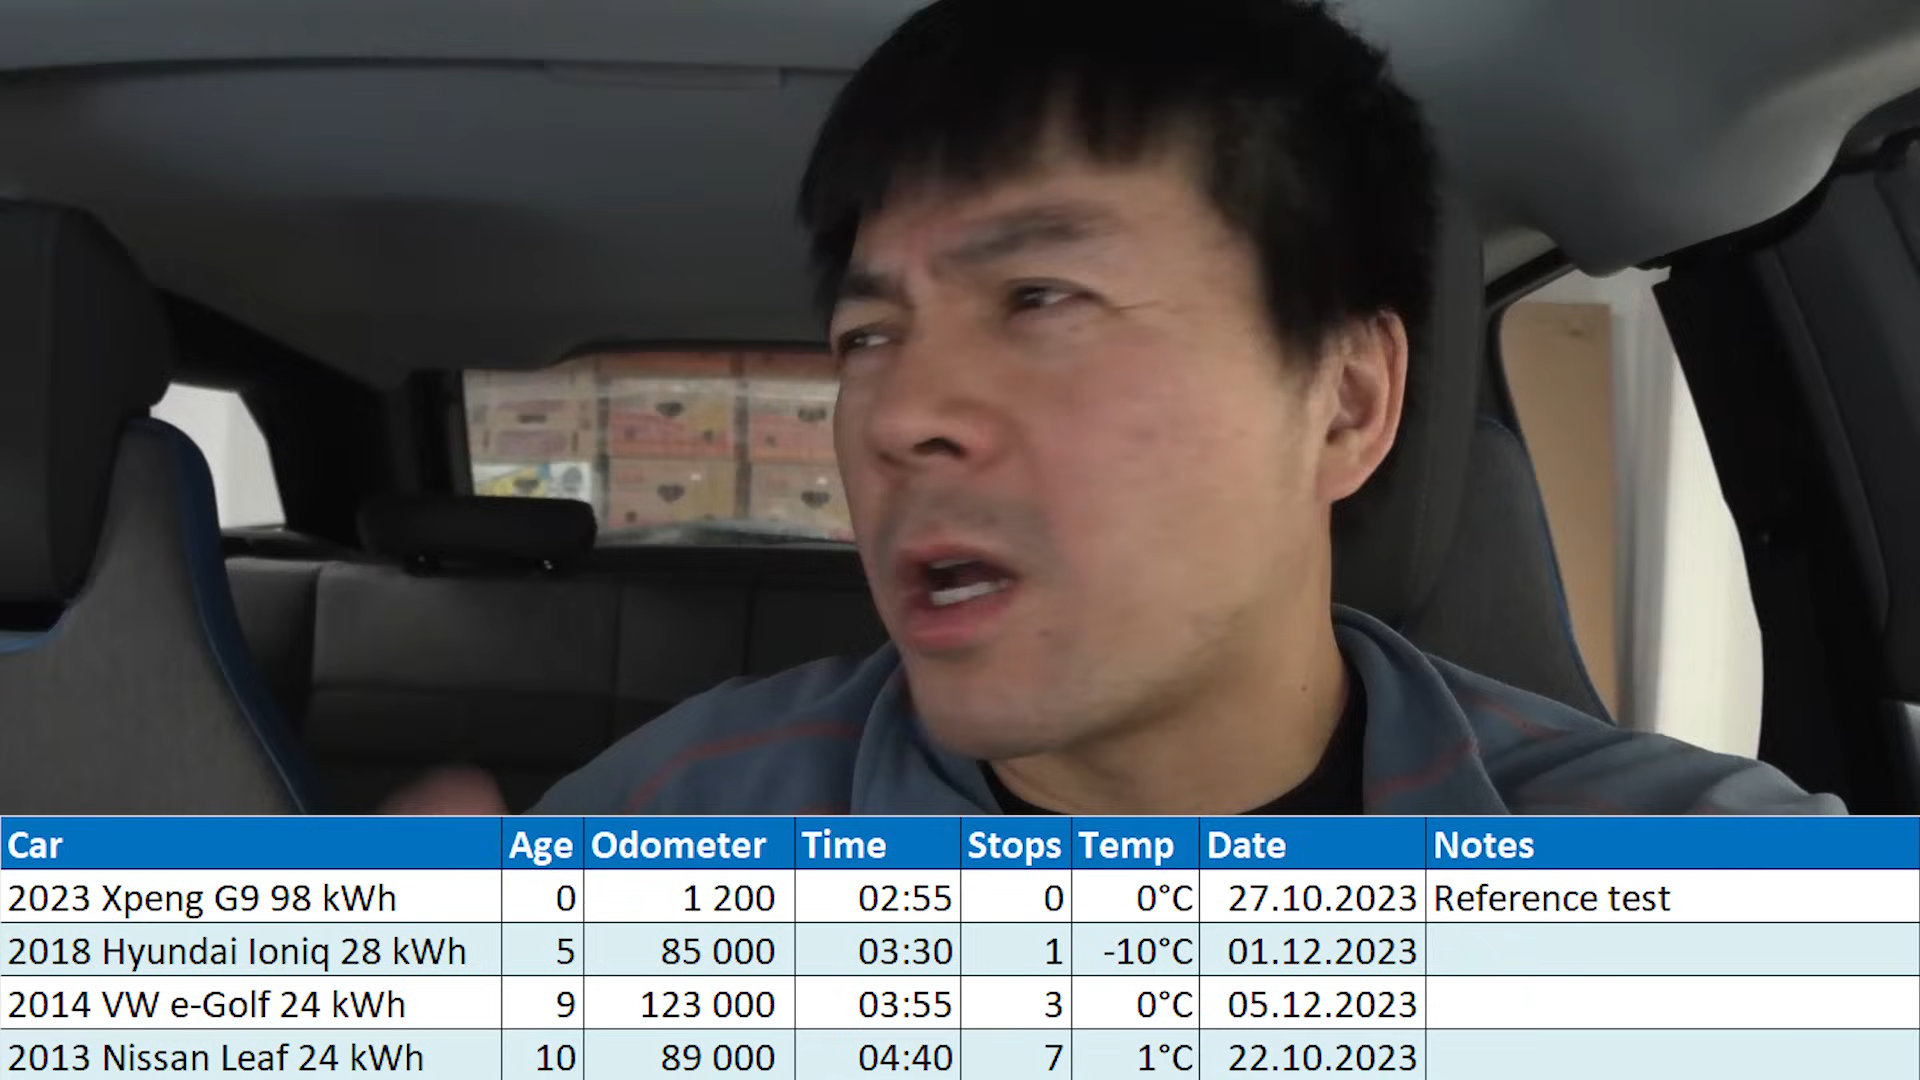 Car Age Odometer Time Stops Temp Date Notes
2023 Xpeng G9 98 kWh 0 1 200 02:55 0 0°C 27.10.2023 Reference test
2018 Hyundai Ioniq 28 kWh 5 85 000 03:30 1 -10°C 01.12.2023
2014 VW e-Golf 24 kWh 9 123 000 03:55 3 0°C 05.12.2023
2013 Nissan Leaf 24 kWh 10 89 000 04:40 7 1°C 22.10.2023